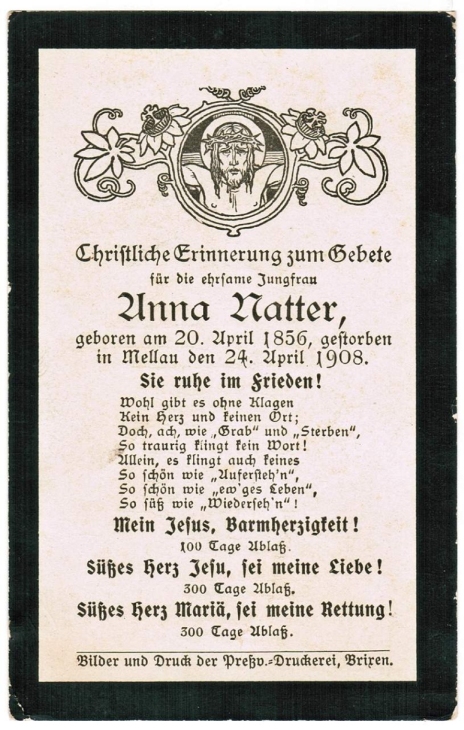 Christliche Erinnerung zum Gebete
für die ehrsame Jungfrau
Anna Natter,
geboren am 20. April 1856, gestorben
in Mellau den 24. April 1908.
Sie ruhe im Frieden!
Wohl gibt es ohne Klagen
Kein Herz und keinen Ort;
Doch, ach, wie „Grab“ und „Sterben“,
So traurig klingt kein Wort!
Allein, es klingt auch keines
So schön wie „Aufersteh'n“,
So schön wie „ew'ges Leben“,
So süß wie „Wiederseh'n“!
Mein Jesus, Barmherzigkeit!
100 Tage Ablaß.
Süßes Herz Jesu, sei meine Liebe!
300 Tage Ablaß.
Süßes Herz Mariä, sei meine Rettung!
300 Tage Ablaß.
Bilder und Druck der Preßv.-Druckerei, Brixen.